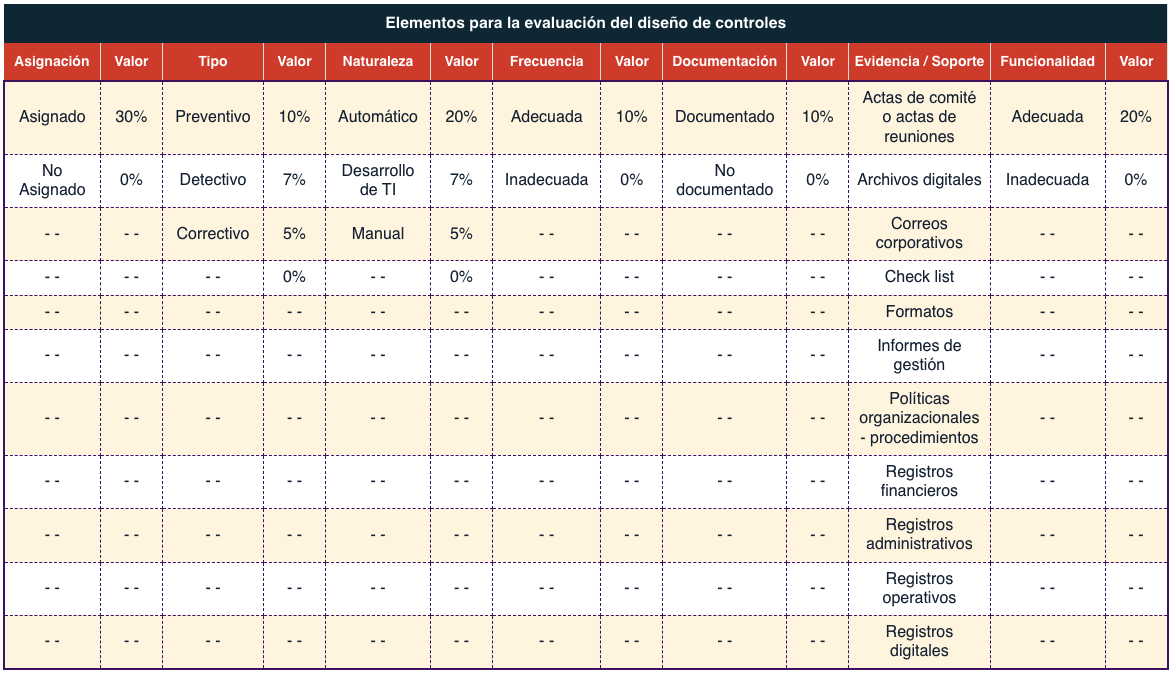 Elementos para la evaluación del diseño de controles
Asignación Valor Tipo Valor Naturaleza Valor Frecuencia Valor Documentación Valor Evidencia / Soporte Funcionalidad Valor
Asignado 30% Preventivo 10% Automático 20% Adecuada 10% Documentado 10% Actas de comité
o actas de
reuniones Adecuada 20%
No
Asignado 0% Detectivo 7% Desarrollo
de TI 7% Inadecuada 0% No
documentado 0% Archivos digitales Inadecuada 0%
- - - - Correctivo 5% Manual 5% - - - - - - - - Correos
corporativos - - - -
- - - - - - 0% - - 0% - - - - - - - - Check list - - - -
- - - - - - - - - - - - - - - - - - - - Formatos - - - -
- - - - - - - - - - - - - - - - - - - - Informes de
gestión - - - -
- - - - - - - - - - - - - - - - - - - - Políticas
organizacionales
- procedimientos - - - -
- - - - - - - - - - - - - - - - - - - - Registros
financieros - - - -
- - - - - - - - - - - - - - - - - - - - Registros
administrativos - - - -
- - - - - - - - - - - - - - - - - - - - Registros
operativos - - - -
- - - - - - - - - - - - - - - - - - - - Registros
digitales - - - -